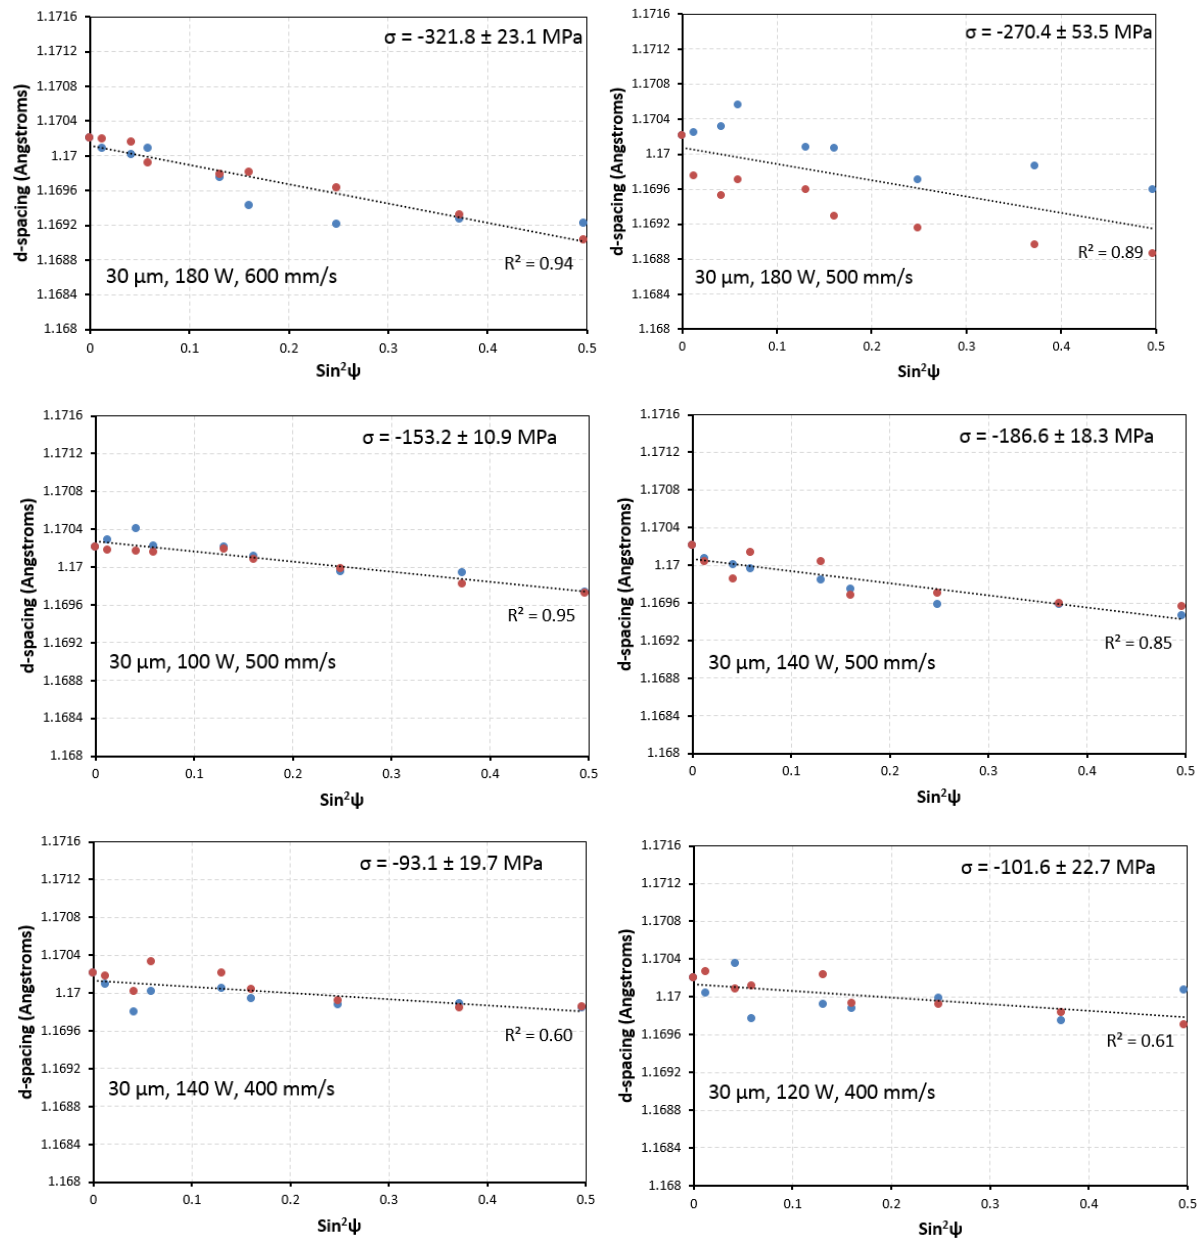 σ = -321.8 ± 23.1 MPa
d-spacing (Angstroms)
1.1716
1.1712
1.1708
1.1704
1.17
1.1696
1.1692
1.1688
1.1684
1.168
R² = 0.94
30 μm, 180 W, 600 mm/s
0 0.1 0.2 0.3 0.4 0.5
Sin²ψ
σ = -270.4 ± 53.5 MPa
d-spacing (Angstroms)
1.1716
1.1712
1.1708
1.1704
1.17
1.1696
1.1692
1.1688
1.1684
1.168
R² = 0.89
30 μm, 180 W, 500 mm/s
0 0.1 0.2 0.3 0.4 0.5
Sin²ψ
σ = -153.2 ± 10.9 MPa
d-spacing (Angstroms)
1.1716
1.1712
1.1708
1.1704
1.17
1.1696
1.1692
1.1688
1.1684
1.168
R² = 0.95
30 μm, 100 W, 500 mm/s
0 0.1 0.2 0.3 0.4 0.5
Sin²ψ
σ = -186.6 ± 18.3 MPa
d-spacing (Angstroms)
1.1716
1.1712
1.1708
1.1704
1.17
1.1696
1.1692
1.1688
1.1684
1.168
R² = 0.85
30 μm, 140 W, 500 mm/s
0 0.1 0.2 0.3 0.4 0.5
Sin²ψ
σ = -93.1 ± 19.7 MPa
d-spacing (Angstroms)
1.1716
1.1712
1.1708
1.1704
1.17
1.1696
1.1692
1.1688
1.1684
1.168
R² = 0.60
30 μm, 140 W, 400 mm/s
0 0.1 0.2 0.3 0.4 0.5
Sin²ψ
σ = -101.6 ± 22.7 MPa
d-spacing (Angstroms)
1.1716
1.1712
1.1708
1.1704
1.17
1.1696
1.1692
1.1688
1.1684
1.168
R² = 0.61
30 μm, 120 W, 400 mm/s
0 0.1 0.2 0.3 0.4 0.5
Sin²ψ